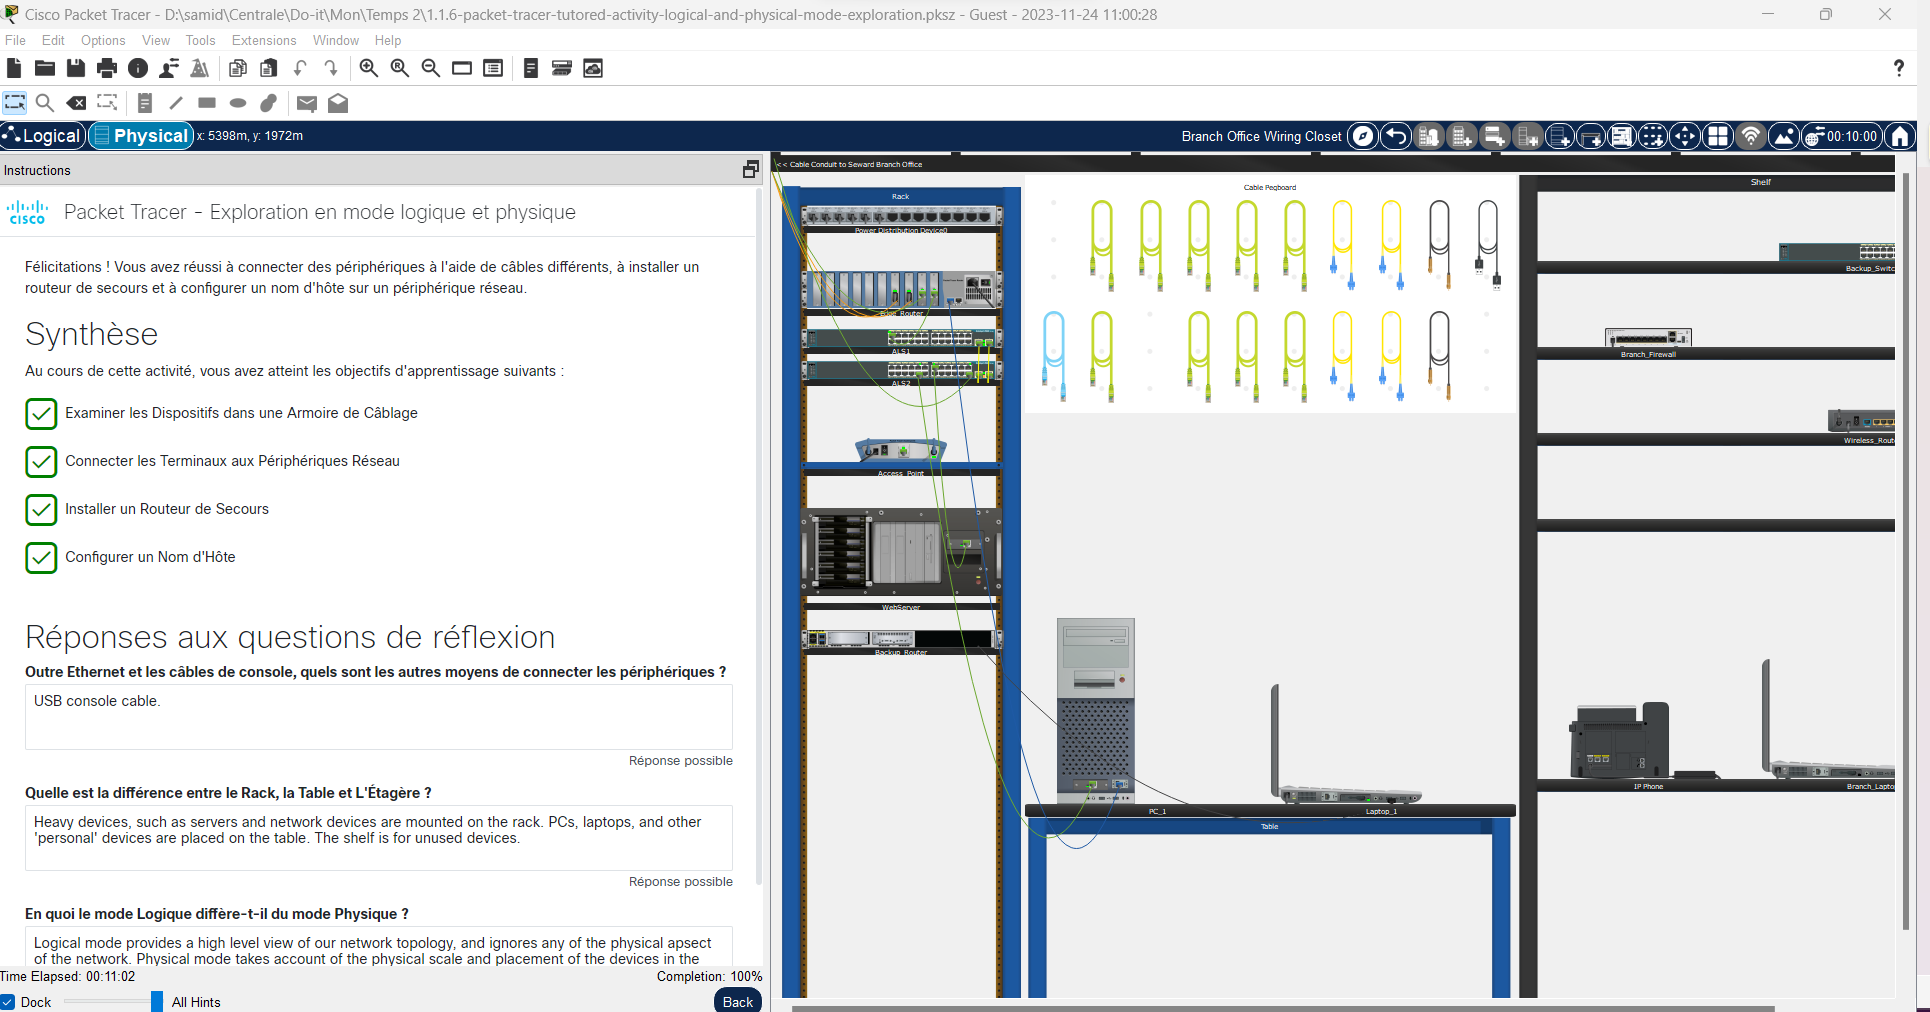 Cisco Packet Tracer - D:\samid\Centrale\Do-it\Mon\Temps 2\1.1.6-packet-tracer-tutored-activity-logical-and-physical-mode-exploration.pksz - Guest - 2023-11-24 11:00:28
File Edit Options View Tools Extensions Window Help
?
Logical Physical x: 5398m, y: 1972m
Branch Office Wiring Closet 00:10:00
Instructions
CISCO Packet Tracer - Exploration en mode logique et physique
Félicitations ! Vous avez réussi à connecter des périphériques à l'aide de câbles différents, à installer un
routeur de secours et à configurer un nom d'hôte sur un périphérique réseau.
Synthèse
Au cours de cette activité, vous avez atteint les objectifs d'apprentissage suivants :
Examiner les Dispositifs dans une Armoire de Câblage
Connecter les Terminaux aux Périphériques Réseau
Installer un Routeur de Secours
Configurer un Nom d'Hôte
Réponses aux questions de réflexion
Outre Ethernet et les câbles de console, quels sont les autres moyens de connecter les périphériques ?
USB console cable.
Réponse possible
Quelle est la différence entre le Rack, la Table et L'Étagère ?
Heavy devices, such as servers and network devices are mounted on the rack. PCs, laptops, and other
'personal' devices are placed on the table. The shelf is for unused devices.
Réponse possible
En quoi le mode Logique diffère-t-il du mode Physique ?
Logical mode provides a high level view of our network topology, and ignores any of the physical apsect
of the network. Physical mode takes account of the physical scale and placement of the devices in the
Time Elapsed: 00:11:02 Completion: 100%
Dock All Hints Back
<< Cable Conduit to Seward Branch Office
Rack
Power Distribution Device0
Edge_Router
ALS1
ALS2
Access_Point
WebServer
Backup_Router
Cable Pegboard
PC_1
Laptop_1
Table
Shelf
Backup_Switc
Branch_Firewall
Wireless_Rout
IP Phone
Branch_Lapto